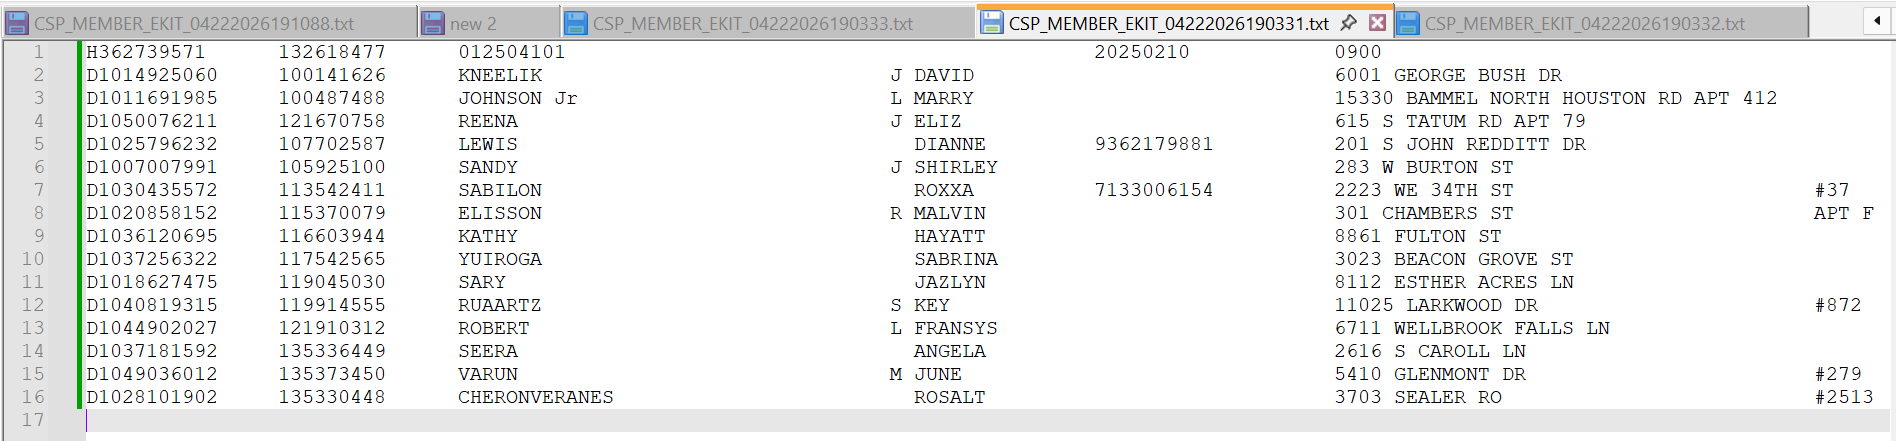 CSP_MEMBER_EKIT_04222026191088.txt new 2 CSP_MEMBER_EKIT_04222026190333.txt CSP_MEMBER_EKIT_04222026190331.txt CSP_MEMBER_EKIT_04222026190332.txt
1 H362739571 132618477 012504101 20250210 0900
2 D1014925060 100141626 KNEELIK J DAVID 6001 GEORGE BUSH DR
3 D1011691985 100487488 JOHNSON Jr L MARRY 15330 BAMMEL NORTH HOUSTON RD APT 412
4 D1050076211 121670758 REENA J ELIZ 615 S TATUM RD APT 79
5 D1025796232 107702587 LEWIS DIANNE 9362179881 201 S JOHN REDDITT DR
6 D1007007991 105925100 SANDY J SHIRLEY 283 W BURTON ST
7 D1030435572 113542411 SABILON ROXXA 7133006154 2223 WE 34TH ST #37
8 D1020858152 115370079 ELISSON R MALVIN 301 CHAMBERS ST APT F
9 D1036120695 116603944 KATHY HAYATT 8861 FULTON ST
10 D1037256322 117542565 YUIROGA SABRINA 3023 BEACON GROVE ST
11 D1018627475 119045030 SARY JAZLYN 8112 ESTHER ACRES LN
12 D1040819315 119914555 RUAARTZ S KEY 11025 LARKWOOD DR #872
13 D1044902027 121910312 ROBERT L FRANSYS 6711 WELLBROOK FALLS LN
14 D1037181592 135336449 SEERA ANGELA 2616 S CAROLL LN
15 D1049036012 135373450 VARUN M JUNE 5410 GLENMONT DR #279
16 D1028101902 135330448 CHERONVERANES ROSALT 3703 SEALER RO #2513
17